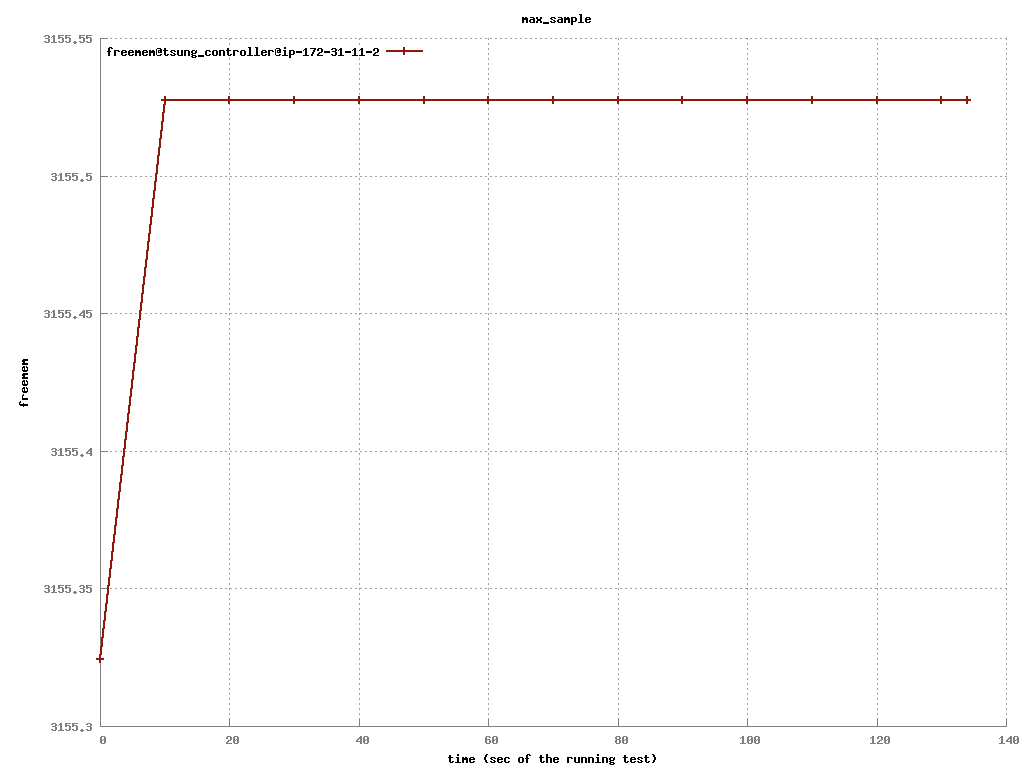 max_sample
3155.55
freemem@tsung_controller@ip-172-31-11-2
3155.5
3155.45
freemem
3155.4
3155.35
3155.3
0 20 40 60 80 100 120 140
time (sec of the running test)